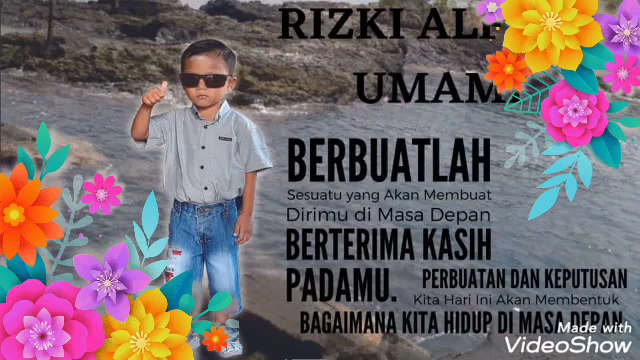 RIZKI ALI
UMAM
BERBUATLAH
Sesuatu yang Akan Membuat
Dirimu di Masa Depan
BERTERIMA KASIH
PADAMU.
PERBUATAN DAN KEPUTUSAN
Kita Hari Ini Akan Membentuk
BAGAIMANA KITA HIDUP DI MASA DEPAN.
Made with
VideoShow